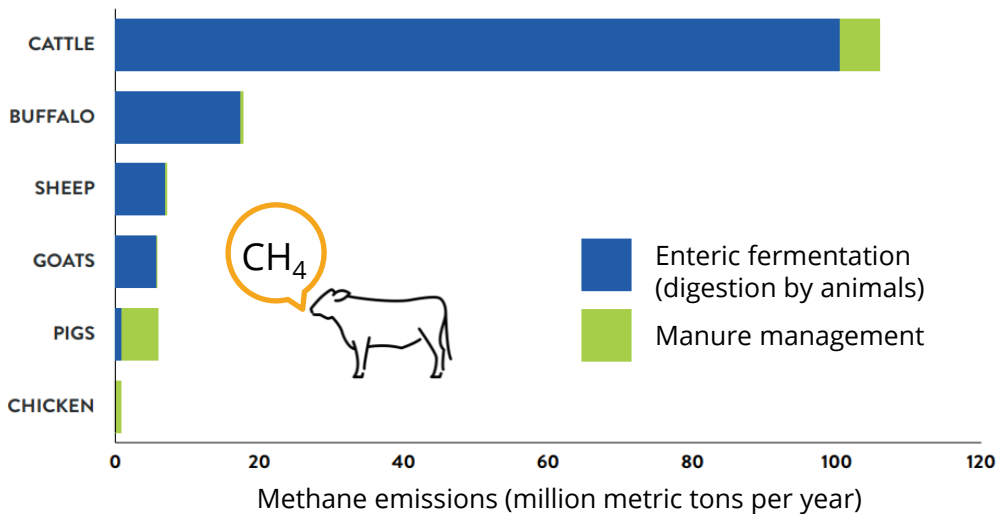 CATTLE
BUFFALO
SHEEP
GOATS
PIGS
CHICKEN
CH₄
Enteric fermentation
(digestion by animals)
Manure management
0 20 40 60 80 100 120
Methane emissions (million metric tons per year)